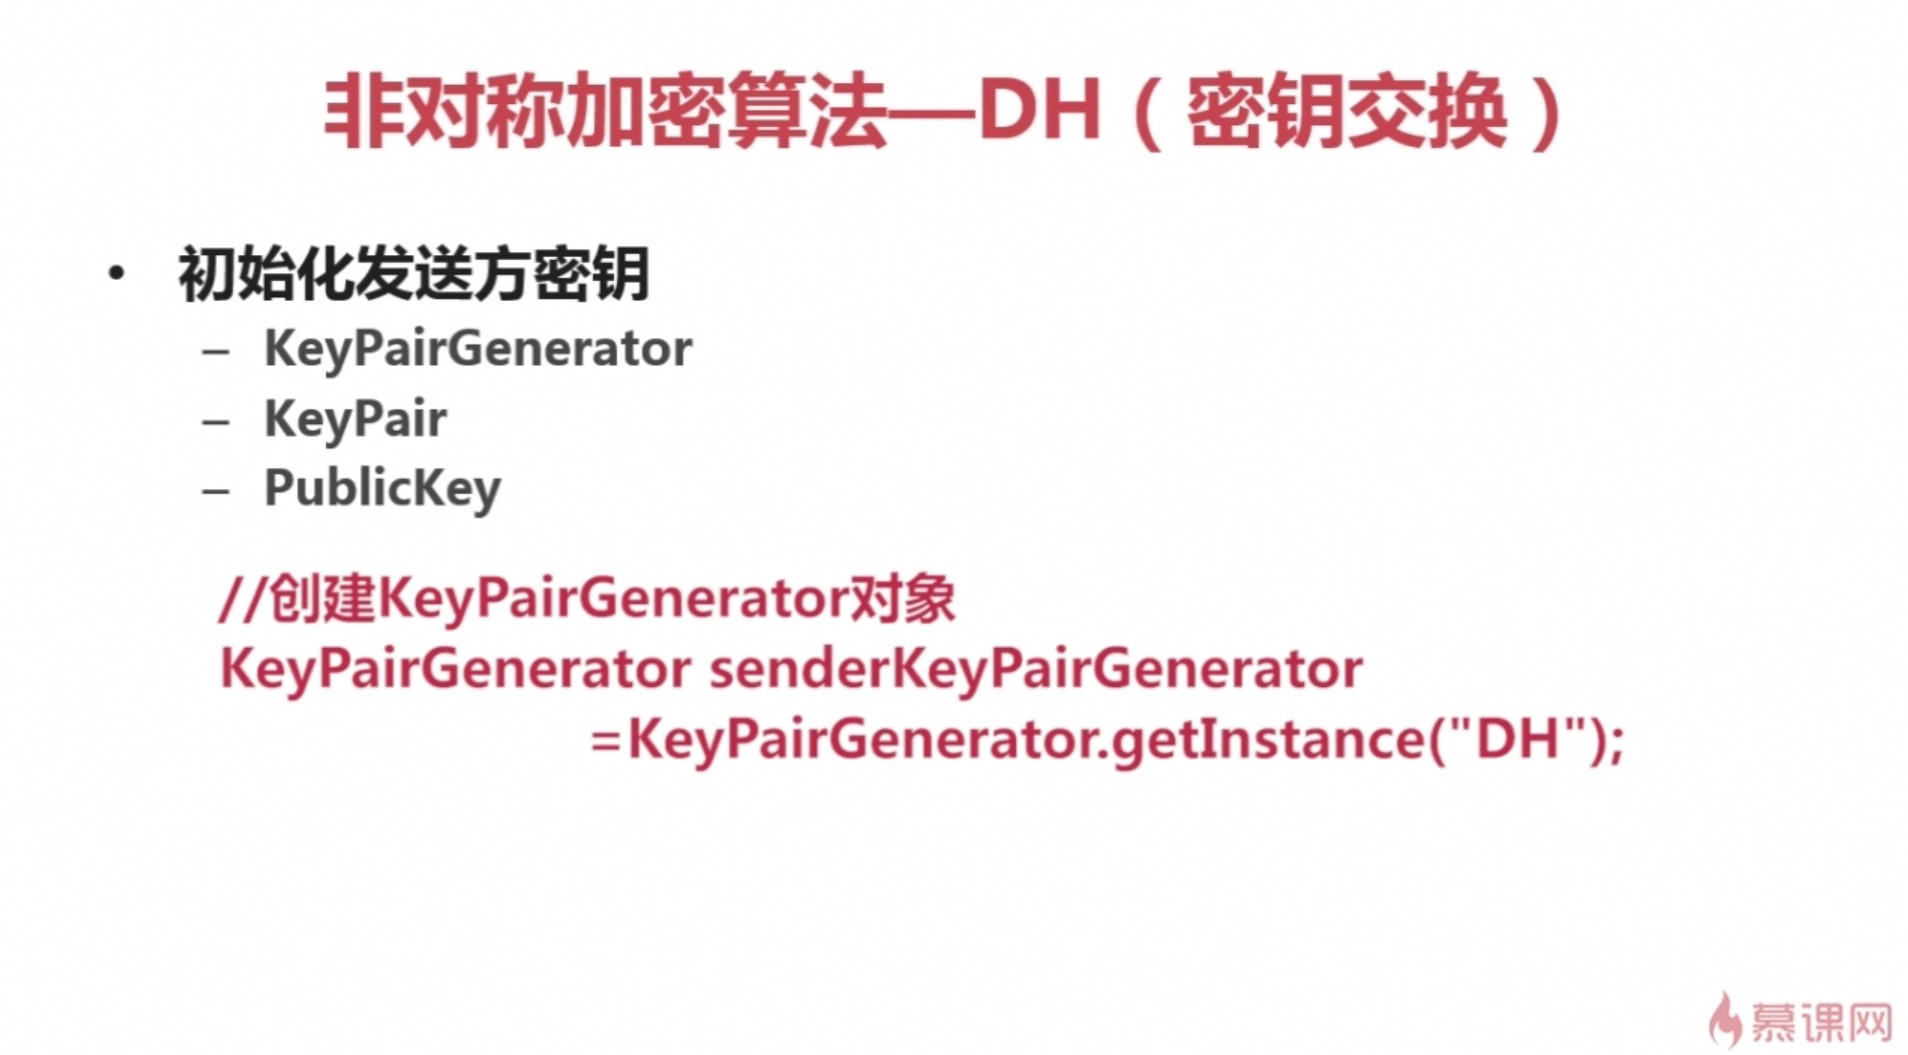 非对称加密算法—DH（密钥交换）
• 初始化发送方密钥
– KeyPairGenerator
– KeyPair
– PublicKey
//创建KeyPairGenerator对象
KeyPairGenerator senderKeyPairGenerator
=KeyPairGenerator.getInstance("DH");
慕课网